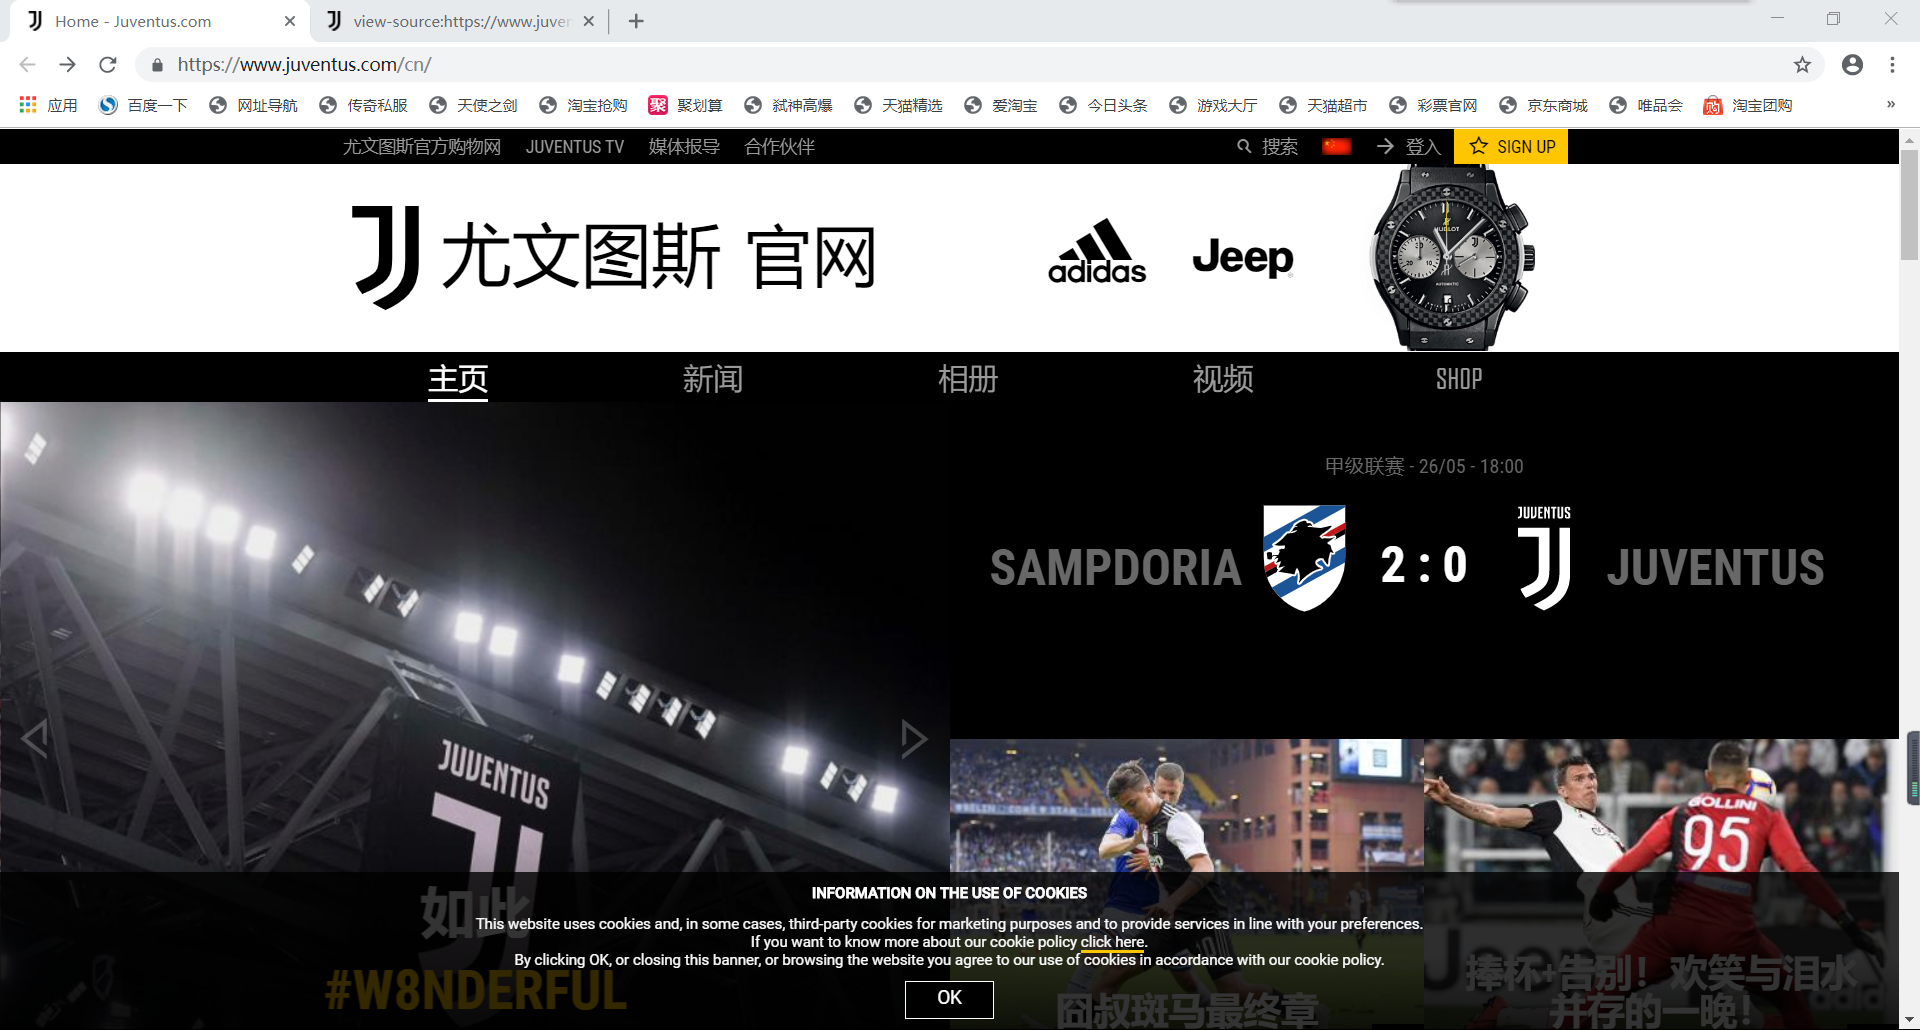 Home - Juventus.com
view-source:https://www.juven
https://www.juventus.com/cn/
应用 百度一下 网址导航 传奇私服 天使之剑 淘宝抢购 聚 聚划算 弑神高爆 天猫精选 爱淘宝 今日头条 游戏大厅 天猫超市 彩票官网 京东商城 唯品会 购 淘宝团购 »
尤文图斯官方购物网 JUVENTUS TV 媒体报导 合作伙伴 搜索 登入 SIGN UP
尤文图斯 官网
adidas
Jeep
HUBLOT
AUTOMATIC
主页 新闻 相册 视频 SHOP
甲级联赛 - 26/05 - 18:00
JUVENTUS
SAMPDORIA 2 : 0 JUVENTUS
JUVENTUS
GOLLINI
95
如此
#W8NDERFUL
囧叔斑马最终章
捧杯+告别！欢笑与泪水
并存的一晚！
INFORMATION ON THE USE OF COOKIES
This website uses cookies and, in some cases, third-party cookies for marketing purposes and to provide services in line with your preferences.
If you want to know more about our cookie policy click here.
By clicking OK, or closing this banner, or browsing the website you agree to our use of cookies in accordance with our cookie policy.
OK